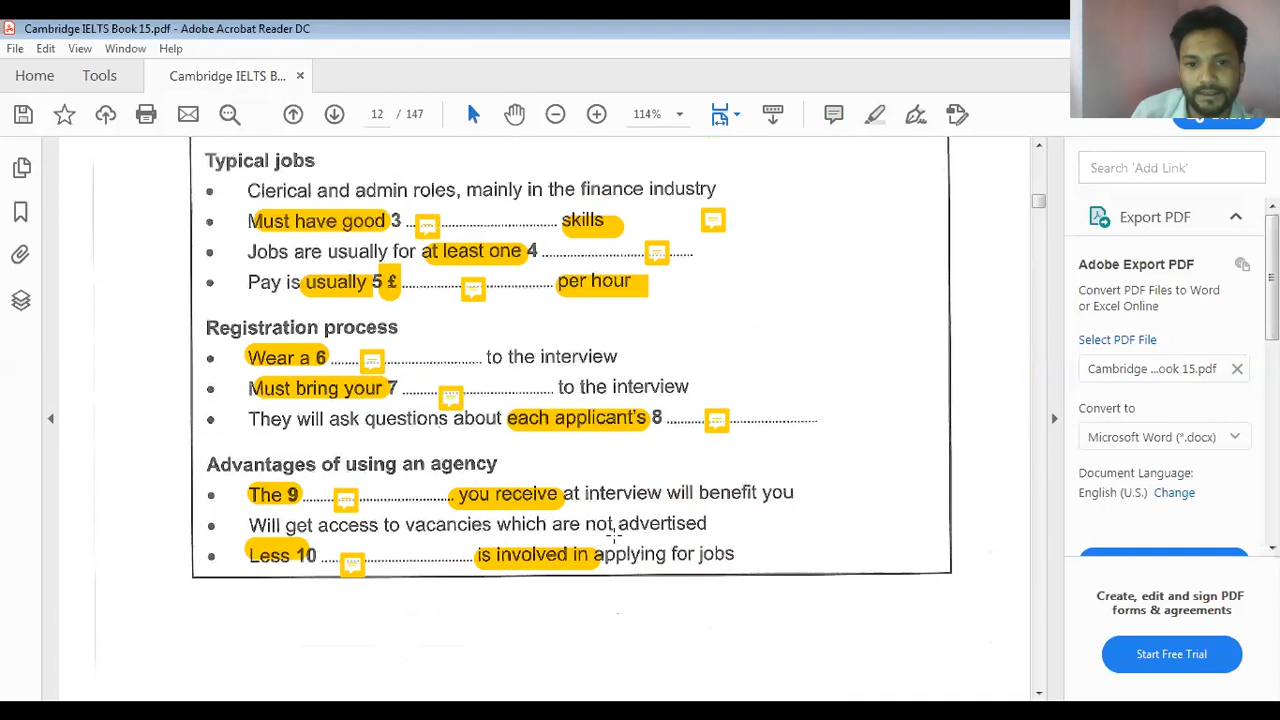 Cambridge IELTS Book 15.pdf - Adobe Acrobat Reader DC
File Edit View Window Help
Home Tools Cambridge IELTS B... ×
12 / 147 114%
Typical jobs
• Clerical and admin roles, mainly in the finance industry
• Must have good 3 .................................... skills
• Jobs are usually for at least one 4 ....................................
• Pay is usually 5 £ .................................... per hour
Registration process
• Wear a 6 .................................... to the interview
• Must bring your 7 .................................... to the interview
• They will ask questions about each applicant's 8 ....................................
Advantages of using an agency
• The 9 .................................... you receive at interview will benefit you
• Will get access to vacancies which are not advertised
• Less 10 .................................... is involved in applying for jobs
Search 'Add Link'
Export PDF
Adobe Export PDF
Convert PDF Files to Word
or Excel Online
Select PDF File
Cambridge ...ook 15.pdf ×
Convert to
Microsoft Word (*.docx)
Document Language:
English (U.S.) Change
Create, edit and sign PDF
forms & agreements
Start Free Trial